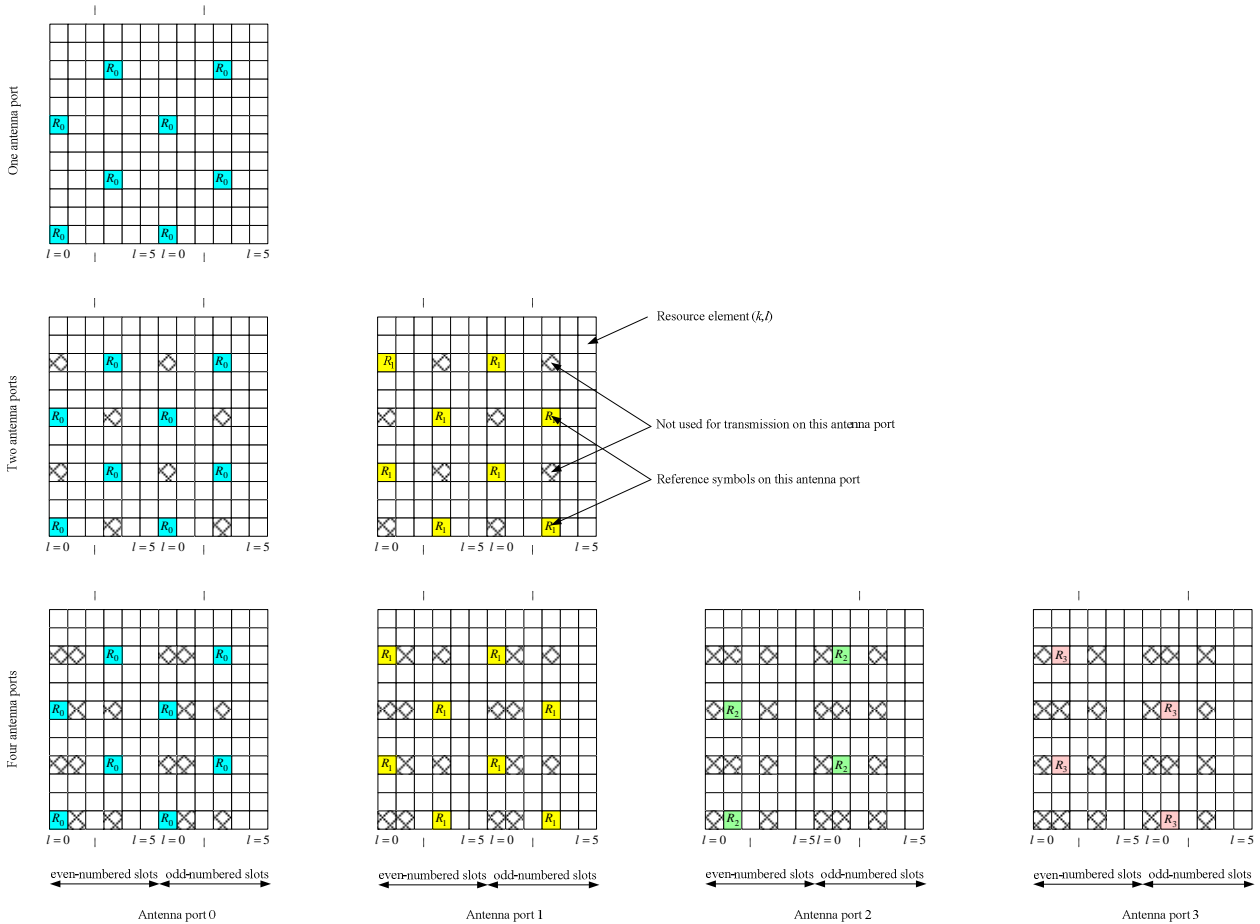 One antenna port
R₀ R₀
R₀ R₀
R₀ R₀
R₀ R₀
l = 0 l = 5 l = 0 l = 5
Two antenna ports
R₀ R₀
R₀ R₀
R₀ R₀
R₀ R₀
l = 0 l = 5 l = 0 l = 5
R₁ R₁
R₁ R₁
R₁ R₁
R₁ R₁
l = 0 l = 5 l = 0 l = 5
Resource element (k,l)
Not used for transmission on this antenna port
Reference symbols on this antenna port
Four antenna ports
R₀ R₀
R₀ R₀
R₀ R₀
R₀ R₀
l = 0 l = 5 l = 0 l = 5
even-numbered slots odd-numbered slots
Antenna port 0
R₁ R₁
R₁ R₁
R₁ R₁
R₁ R₁
l = 0 l = 5 l = 0 l = 5
even-numbered slots odd-numbered slots
Antenna port 1
R₂
R₂
R₂
R₂
l = 0 l = 5 l = 0 l = 5
even-numbered slots odd-numbered slots
Antenna port 2
R₃
R₃
R₃
R₃
l = 0 l = 5 l = 0 l = 5
even-numbered slots odd-numbered slots
Antenna port 3